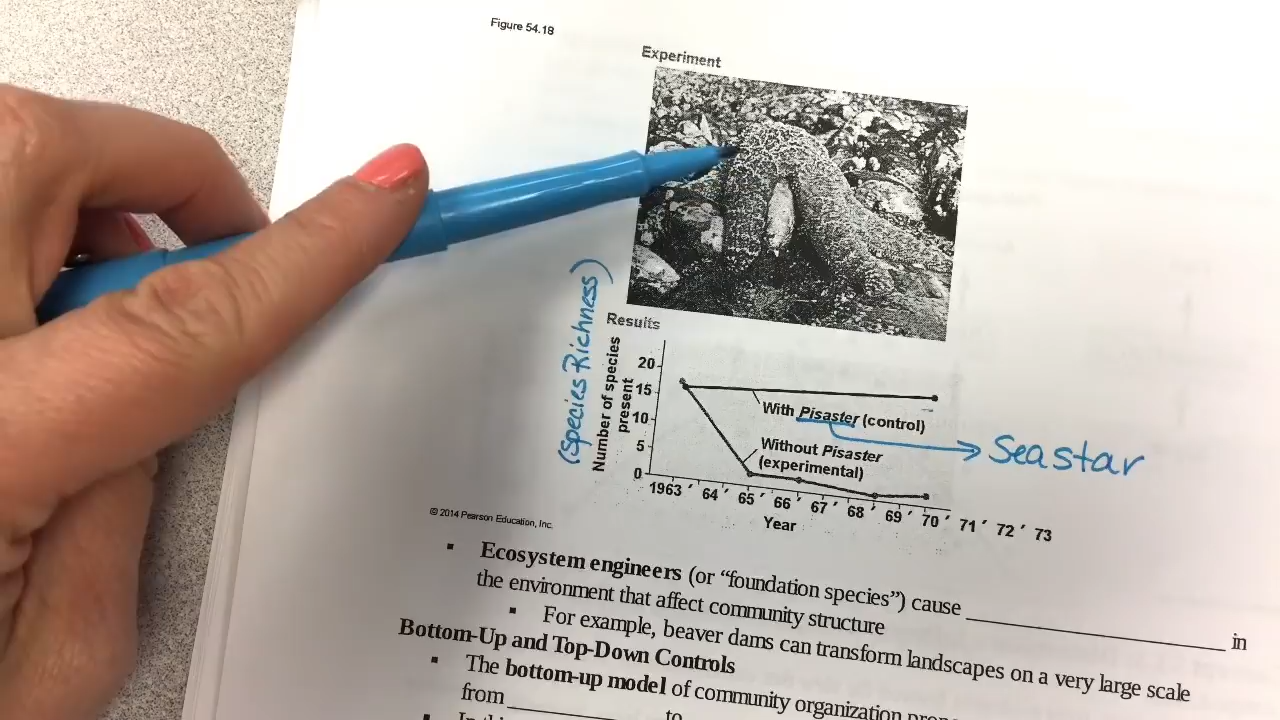 Figure 54.18
Experiment
Results
(Species Richness)
Number of species
present
20
15
10
5
0
With Pisaster (control)
Seastar
Without Pisaster
(experimental)
1963 ′ 64 ′ 65 ′ 66 ′ 67 ′ 68 ′ 69 ′ 70 ′ 71 ′ 72 ′ 73
Year
© 2014 Pearson Education, Inc.
▪ Ecosystem engineers (or “foundation species”) cause ____________________ in
the environment that affect community structure
▪ For example, beaver dams can transform landscapes on a very large scale
Bottom-Up and Top-Down Controls
▪ The bottom-up model of community organization
from ____________ to
▪ In